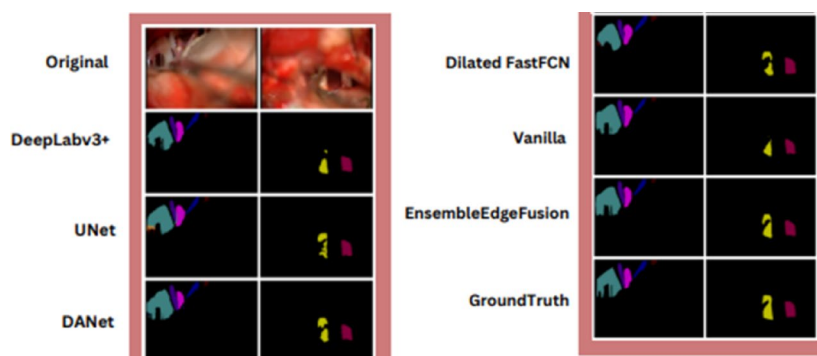 Original
DeepLabv3+
UNet
DANet
Dilated FastFCN
Vanilla
EnsembleEdgeFusion
GroundTruth